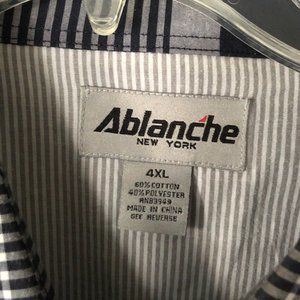 Ablanche
NEW YORK
4XL
60% COTTON
40% POLYESTER
RN83949
MADE IN CHINA
SEE REVERSE